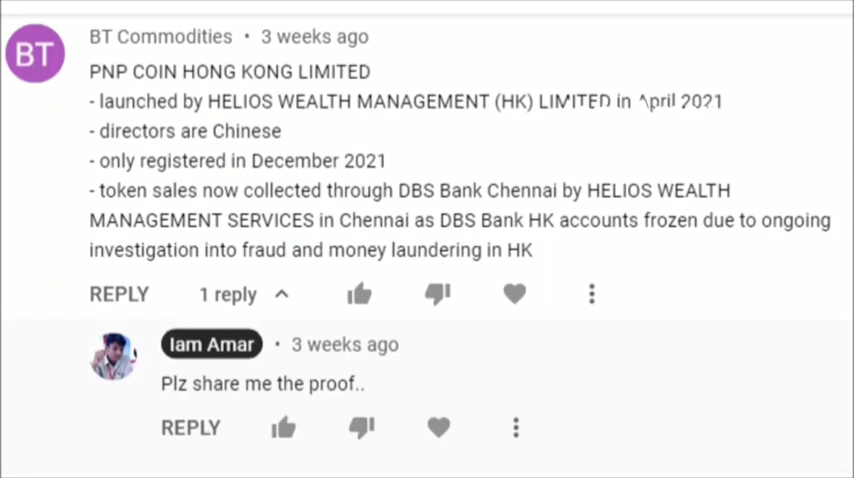 BT
BT Commodities • 3 weeks ago
PNP COIN HONG KONG LIMITED
- launched by HELIOS WEALTH MANAGEMENT (HK) LIMITED in April 2021
- directors are Chinese
- only registered in December 2021
- token sales now collected through DBS Bank Chennai by HELIOS WEALTH
MANAGEMENT SERVICES in Chennai as DBS Bank HK accounts frozen due to ongoing
investigation into fraud and money laundering in HK
REPLY 1 reply
Iam Amar • 3 weeks ago
Plz share me the proof..
REPLY